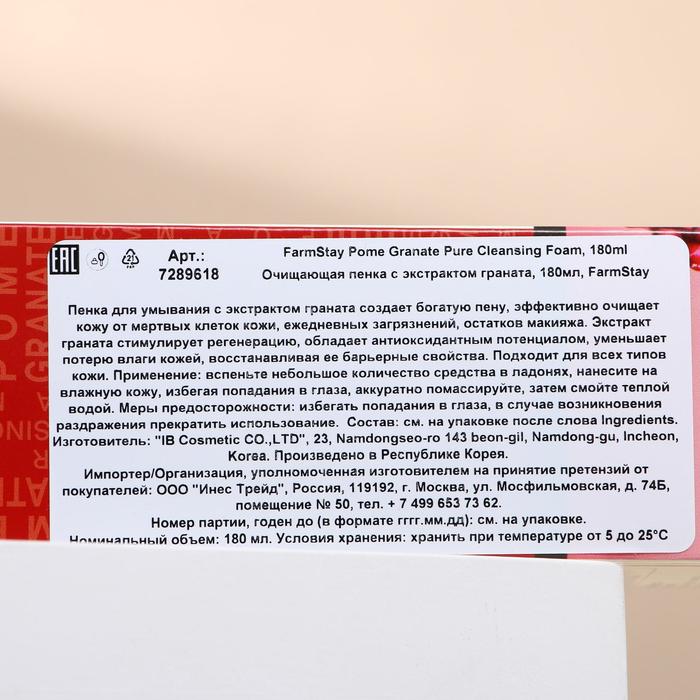 EAC
21
Арт.:
7289618
FarmStay Pome Granate Pure Cleansing Foam, 180ml
Очищающая пенка с экстрактом граната, 180мл, FarmStay
Пенка для умывания с экстрактом граната создает богатую пену, эффективно очищает
кожу от мертвых клеток кожи, ежедневных загрязнений, остатков макияжа. Экстракт
граната стимулирует регенерацию, обладает антиоксидантным потенциалом, уменьшает
потерю влаги кожей, восстанавливая ее барьерные свойства. Подходит для всех типов
кожи. Применение: вспеньте небольшое количество средства в ладонях, нанесите на
влажную кожу, избегая попадания в глаза, аккуратно помассируйте, затем смойте теплой
водой. Меры предосторожности: избегать попадания в глаза, в случае возникновения
раздражения прекратить использование. Состав: см. на упаковке после слова Ingredients.
Изготовитель: "IB Cosmetic CO.,LTD", 23, Namdongseo-ro 143 beon-gil, Namdong-gu, Incheon,
Korea. Произведено в Республике Корея.
Импортер/Организация, уполномоченная изготовителем на принятие претензий от
покупателей: ООО "Инес Трейд", Россия, 119192, г. Москва, ул. Мосфильмовская, д. 74Б,
помещение № 50, тел. + 7 499 653 73 62.
Номер партии, годен до (в формате гггг.мм.дд): см. на упаковке.
Номинальный объем: 180 мл. Условия хранения: хранить при температуре от 5 до 25°С